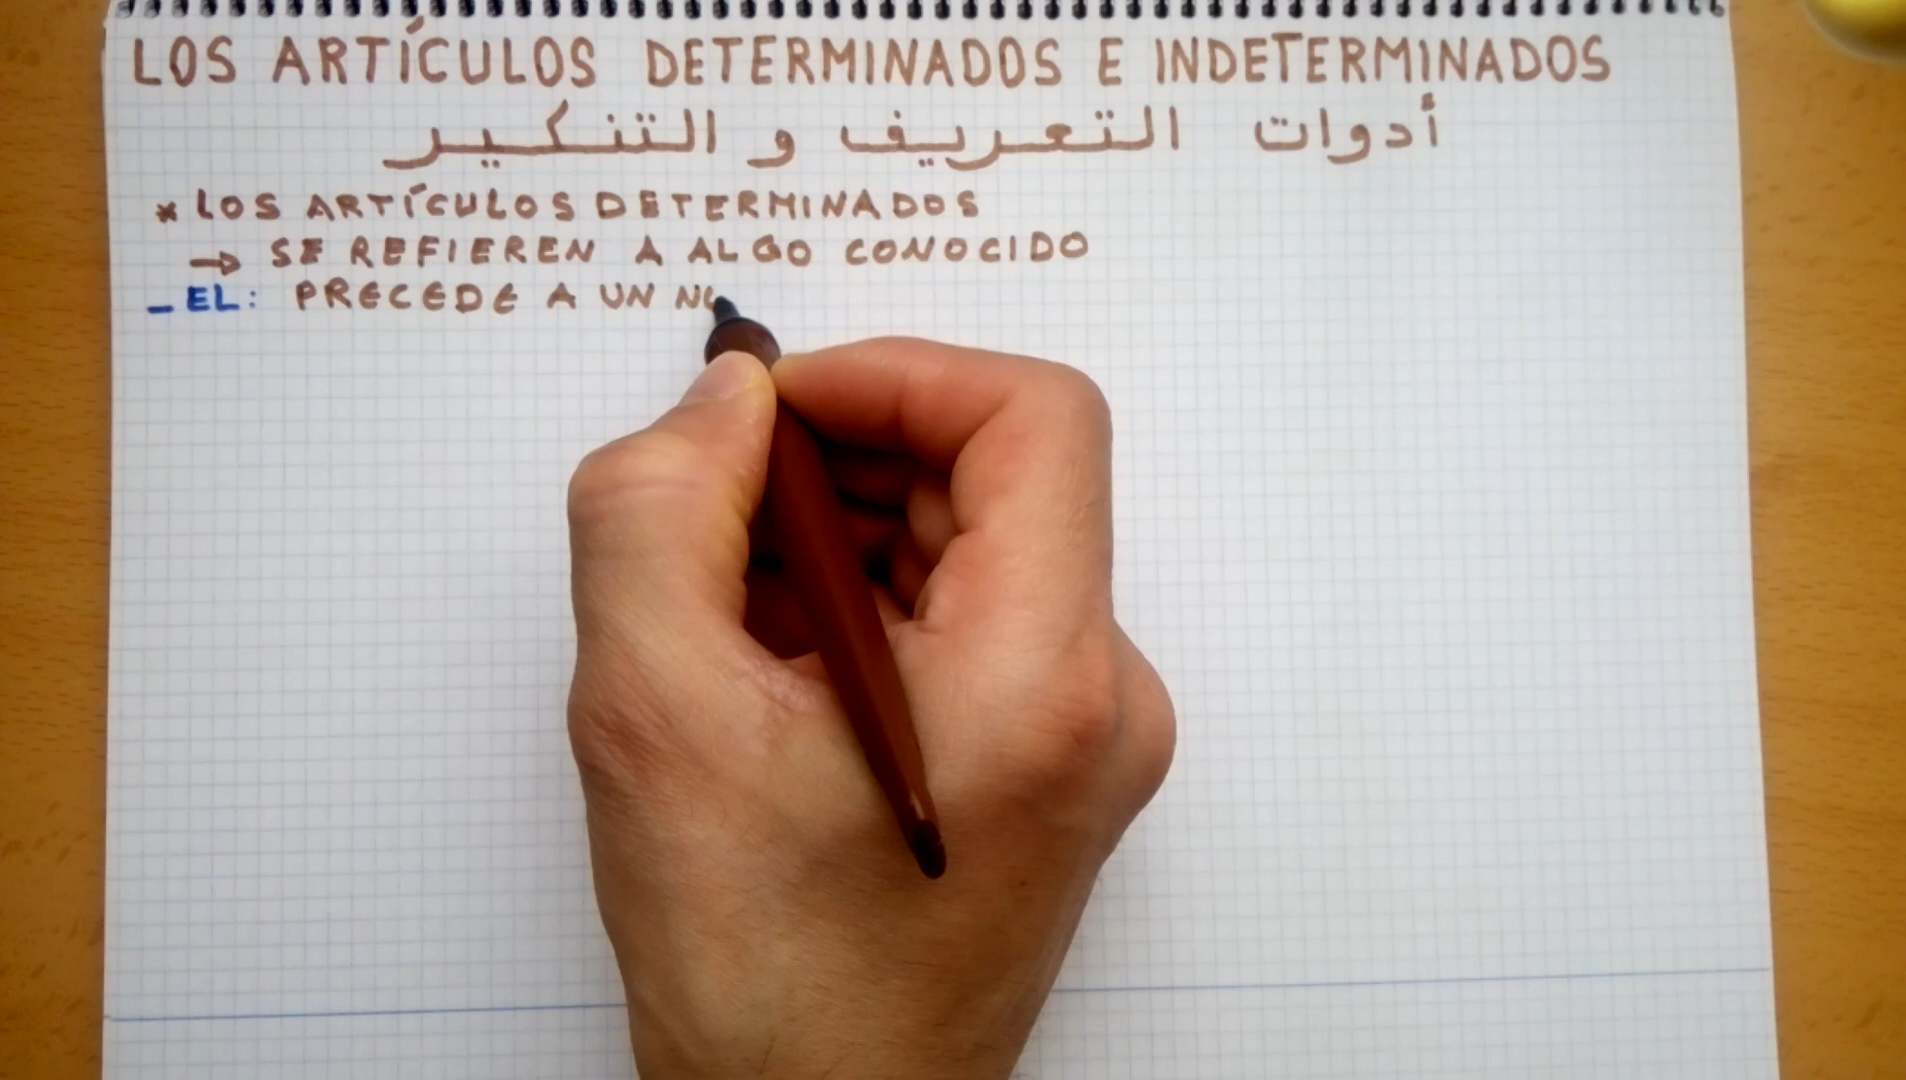 LOS ARTÍCULOS DETERMINADOS E INDETERMINADOS
أدوات التعريف و التنكير
* LOS ARTÍCULOS DETERMINADOS
→ SE REFIEREN A ALGO CONOCIDO
- EL: PRECEDE A UN